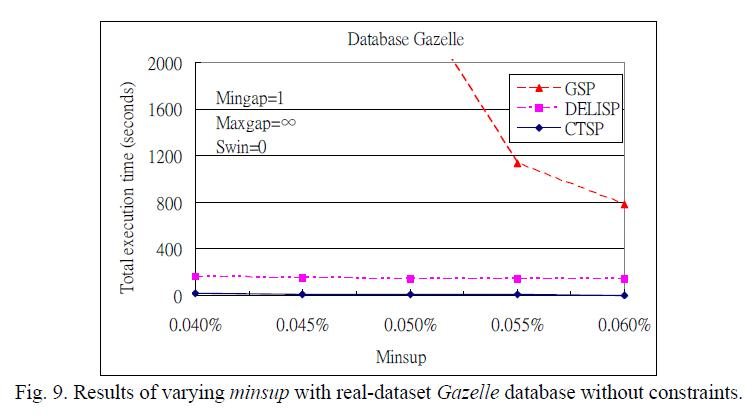 Database Gazelle
2000
1600
1200
800
400
0
Total execution time (seconds)
Mingap=1
Maxgap=∞
Swin=0
GSP
DELISP
CTSP
0.040% 0.045% 0.050% 0.055% 0.060%
Minsup
Fig. 9. Results of varying minsup with real-dataset Gazelle database without constraints.